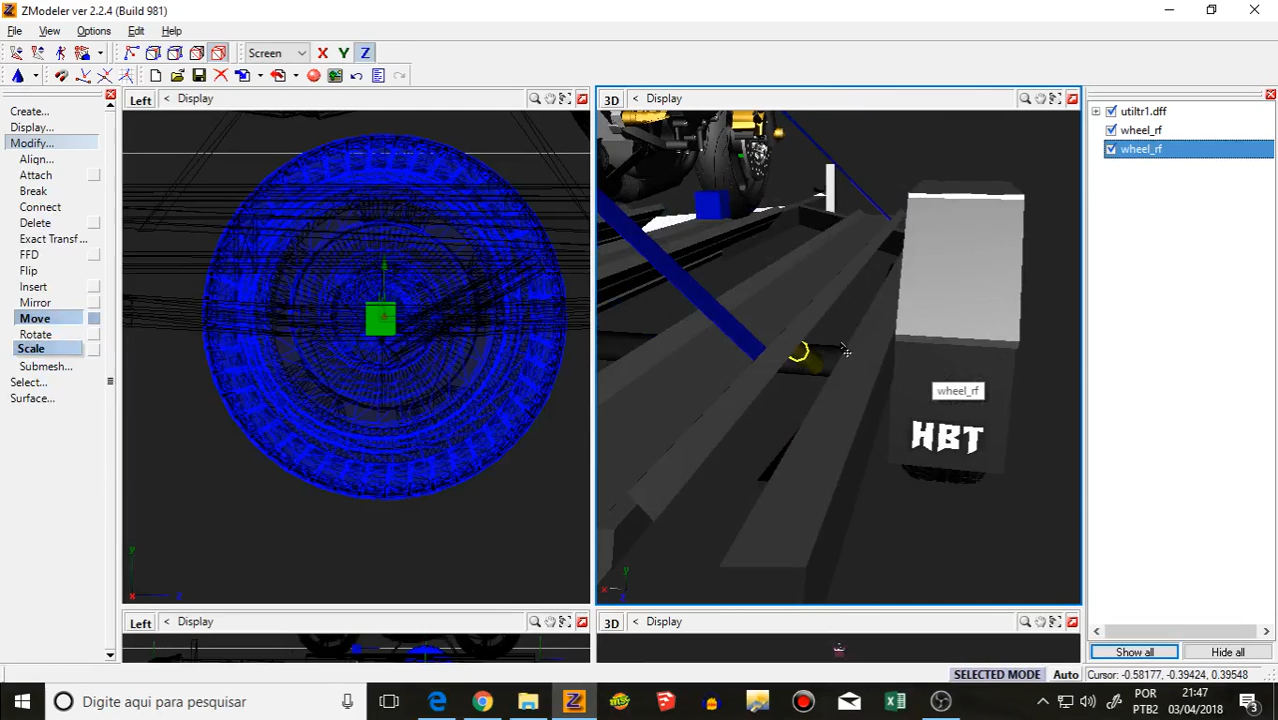 ZModeler ver 2.2.4 (Build 981)
File View Options Edit Help
Screen X Y Z
Create...
Display...
Modify...
Align...
Attach
Break
Connect
Delete
Exact Transf...
FFD
Flip
Insert
Mirror
Move
Rotate
Scale
Submesh...
Select...
Surface...
Left < Display
y
x z
3D < Display
wheel_rf
HBT
y
x z
Left < Display
3D < Display
utiltr1.dff
wheel_rf
wheel_rf
Show all Hide all
SELECTED MODE Auto Cursor: -0.58177, -0.39424, 0.39548
Digite aqui para pesquisar
POR
PTB2
21:47
03/04/2018
3